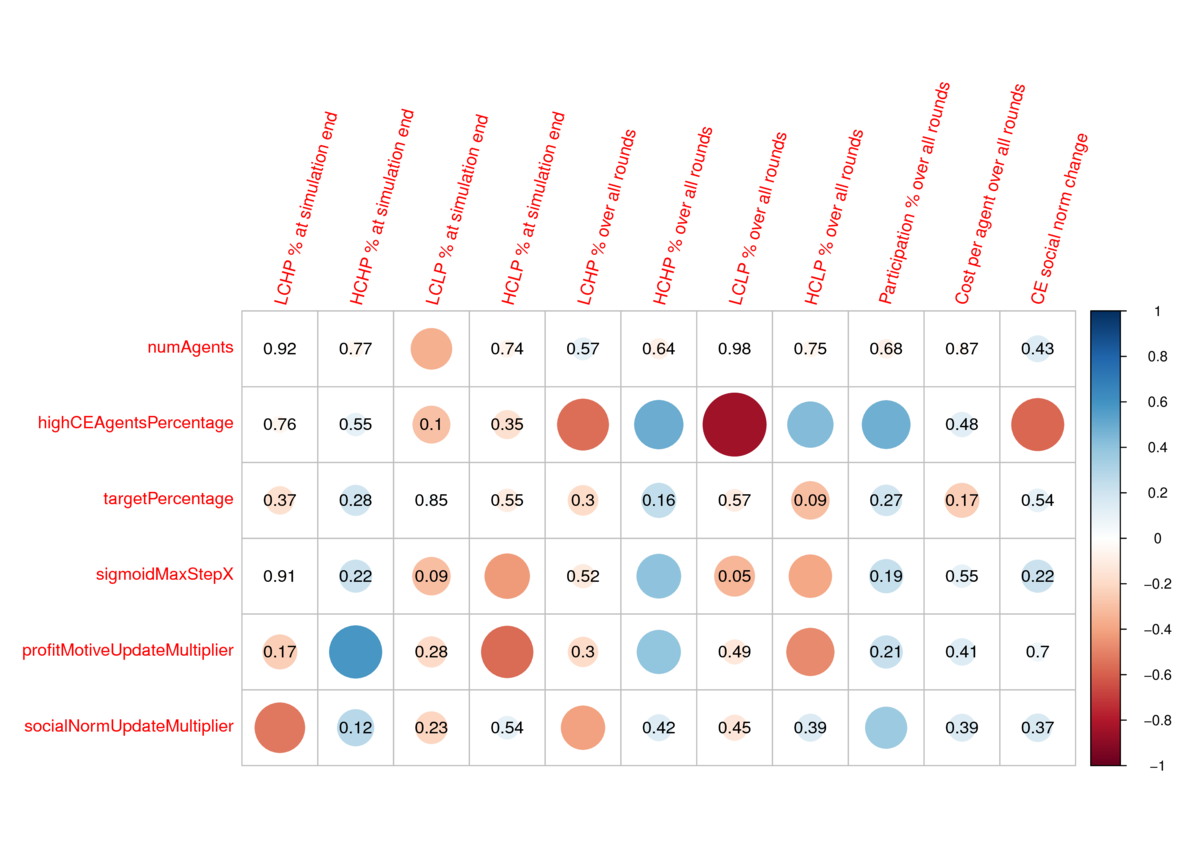 LCHP % at simulation end
HCHP % at simulation end
LCLP % at simulation end
HCLP % at simulation end
LCHP % over all rounds
HCHP % over all rounds
LCLP % over all rounds
HCLP % over all rounds
Participation % over all rounds
Cost per agent over all rounds
CE social norm change
numAgents 0.92 0.77 0.74 0.57 0.64 0.98 0.75 0.68 0.87 0.43
highCEAgentsPercentage 0.76 0.55 0.1 0.35 0.48
targetPercentage 0.37 0.28 0.85 0.55 0.3 0.16 0.57 0.09 0.27 0.17 0.54
sigmoidMaxStepX 0.91 0.22 0.09 0.52 0.05 0.19 0.55 0.22
profitMotiveUpdateMultiplier 0.17 0.28 0.3 0.49 0.21 0.41 0.7
socialNormUpdateMultiplier 0.12 0.23 0.54 0.42 0.45 0.39 0.39 0.37
1
0.8
0.6
0.4
0.2
0
−0.2
−0.4
−0.6
−0.8
−1